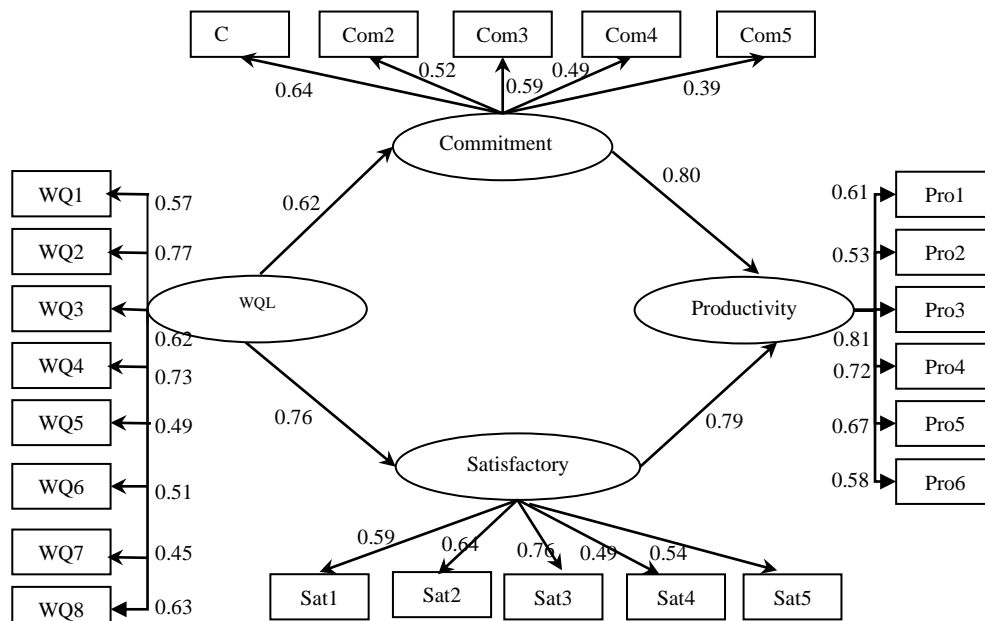 C Com2 Com3 Com4 Com5
0.64 0.52 0.59 0.49 0.39
Commitment
0.62 0.80
WQ1 0.57
WQ2 0.77
WQ3 0.62
WQ4 0.73
WQ5 0.49
WQ6 0.51
WQ7 0.45
WQ8 0.63
WQL
Productivity
0.61 Pro1
0.53 Pro2
0.81 Pro3
0.72 Pro4
0.67 Pro5
0.58 Pro6
0.76 0.79
Satisfactory
0.59 0.64 0.76 0.49 0.54
Sat1 Sat2 Sat3 Sat4 Sat5